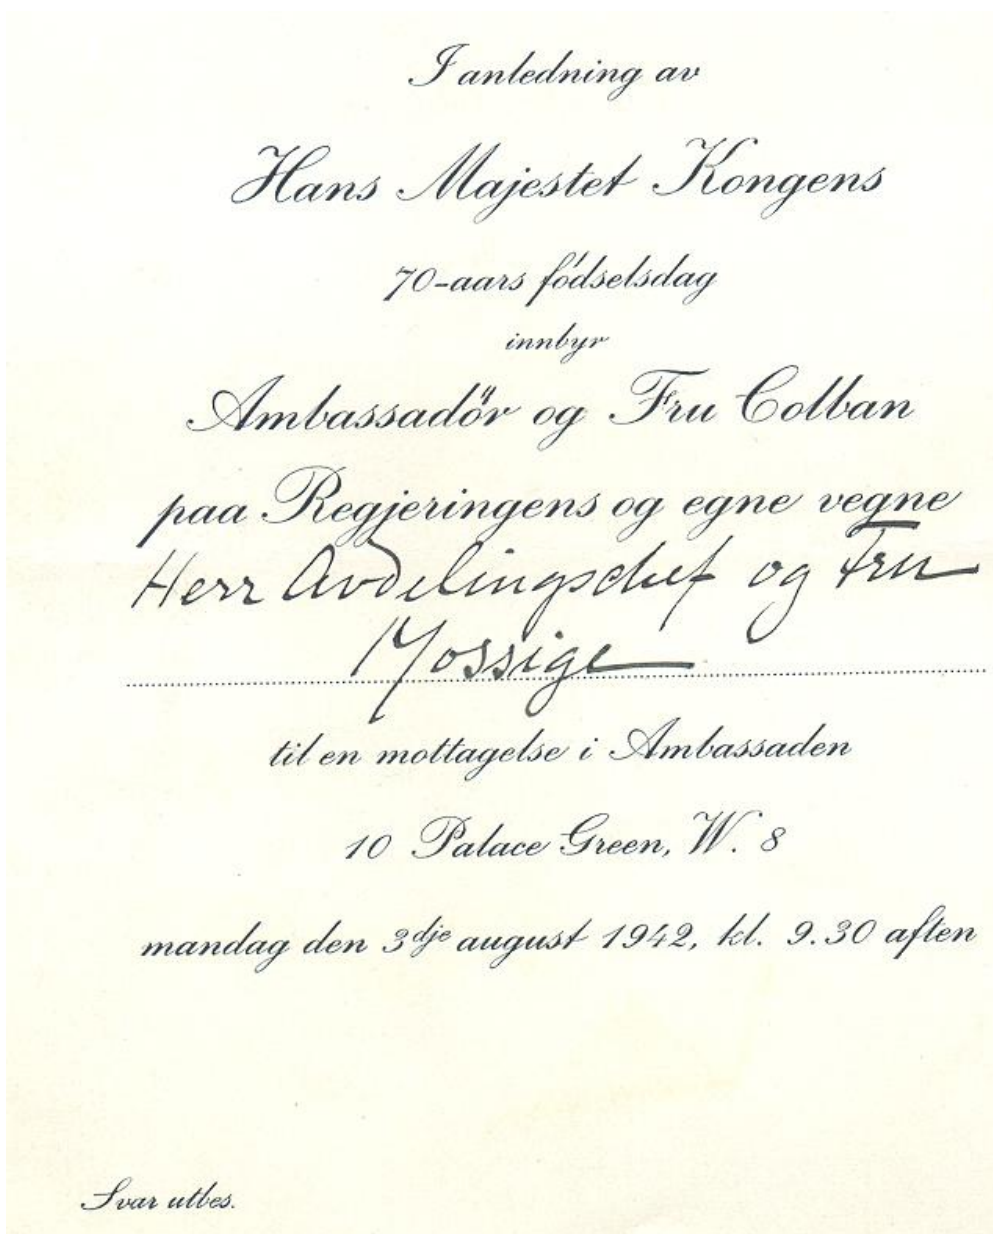 I anledning av
Hans Majestet Kongens
70-aars födselsdag
innbyr
Ambassadör og Fru Colban
paa Regjeringens og egne vegne
Herr Avdelingschef og Fru
Mossige
til en mottagelse i Ambassaden
10 Palace Green, W. 8
mandag den 3dje august 1942, kl. 9.30 aften
Svar utbes.